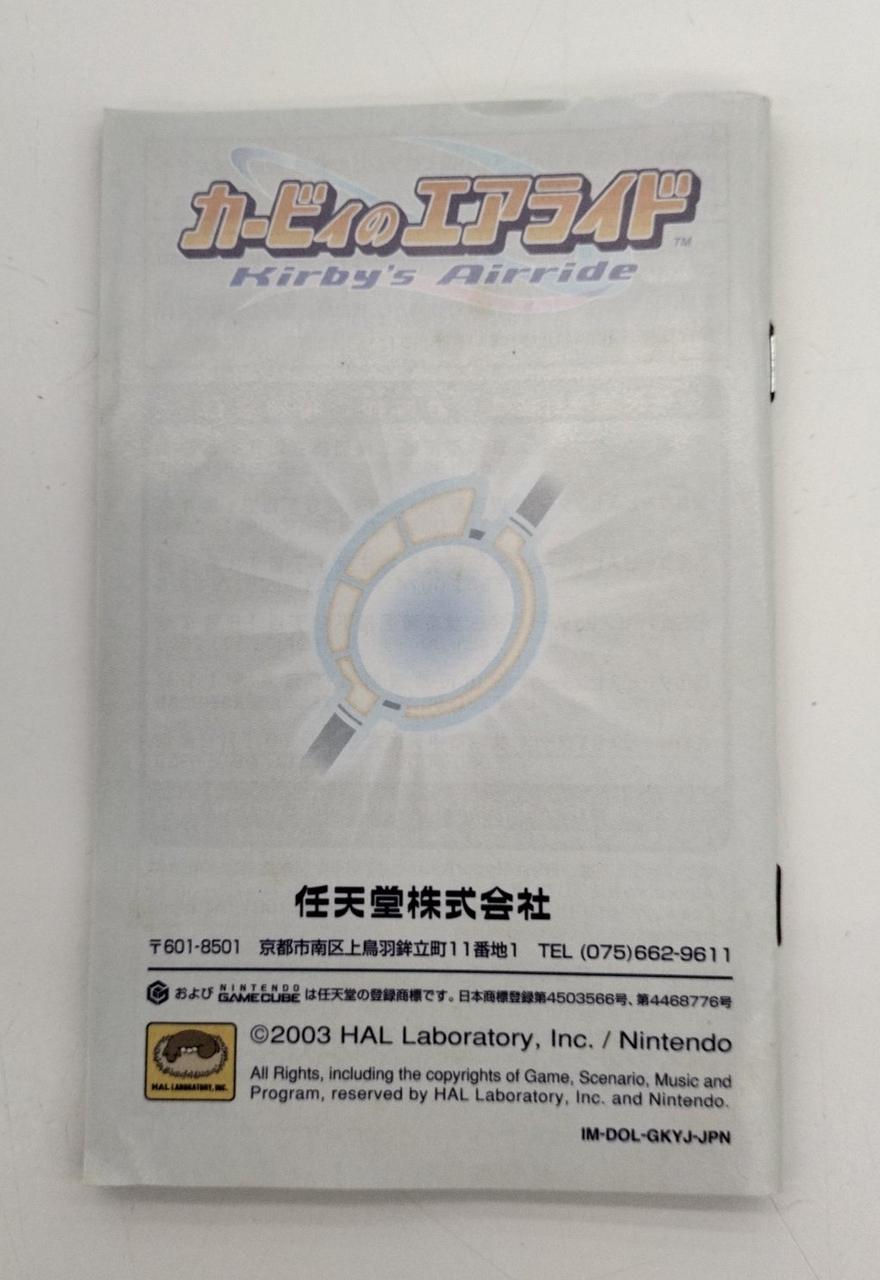 カービィのエアライド™
Kirby's Airride
任天堂株式会社
〒601-8501 京都市南区上鳥羽鉾立町11番地1 TEL (075)662-9611
および NINTENDO GAMECUBE は任天堂の登録商標です。日本商標登録第4503566号、第4468776号
©2003 HAL Laboratory, Inc. / Nintendo
HAL LABORATORY, INC.
All Rights, including the copyrights of Game, Scenario, Music and
Program, reserved by HAL Laboratory, Inc. and Nintendo.
IM-DOL-GKYJ-JPN